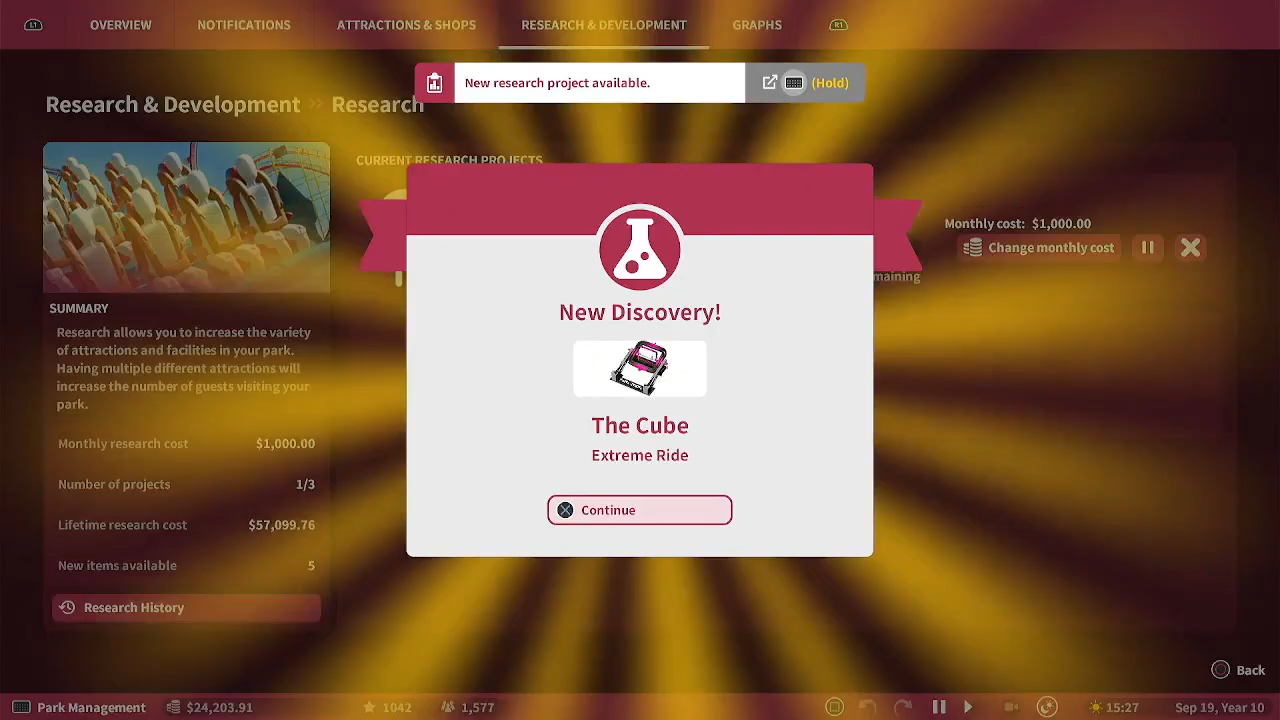 L1
OVERVIEW
NOTIFICATIONS
ATTRACTIONS & SHOPS
RESEARCH & DEVELOPMENT
GRAPHS
R1
New research project available.
(Hold)
Research & Development » Research
CURRENT RESEARCH PROJECTS
Monthly cost: $1,000.00
Change monthly cost
maining
SUMMARY
Research allows you to increase the variety
of attractions and facilities in your park.
Having multiple different attractions will
increase the number of guests visiting your
park.
Monthly research cost $1,000.00
Number of projects 1/3
Lifetime research cost $57,099.76
New items available 5
Research History
New Discovery!
The Cube
Extreme Ride
Continue
Back
Park Management
$24,203.91
1042
1,577
15:27
Sep 19, Year 10